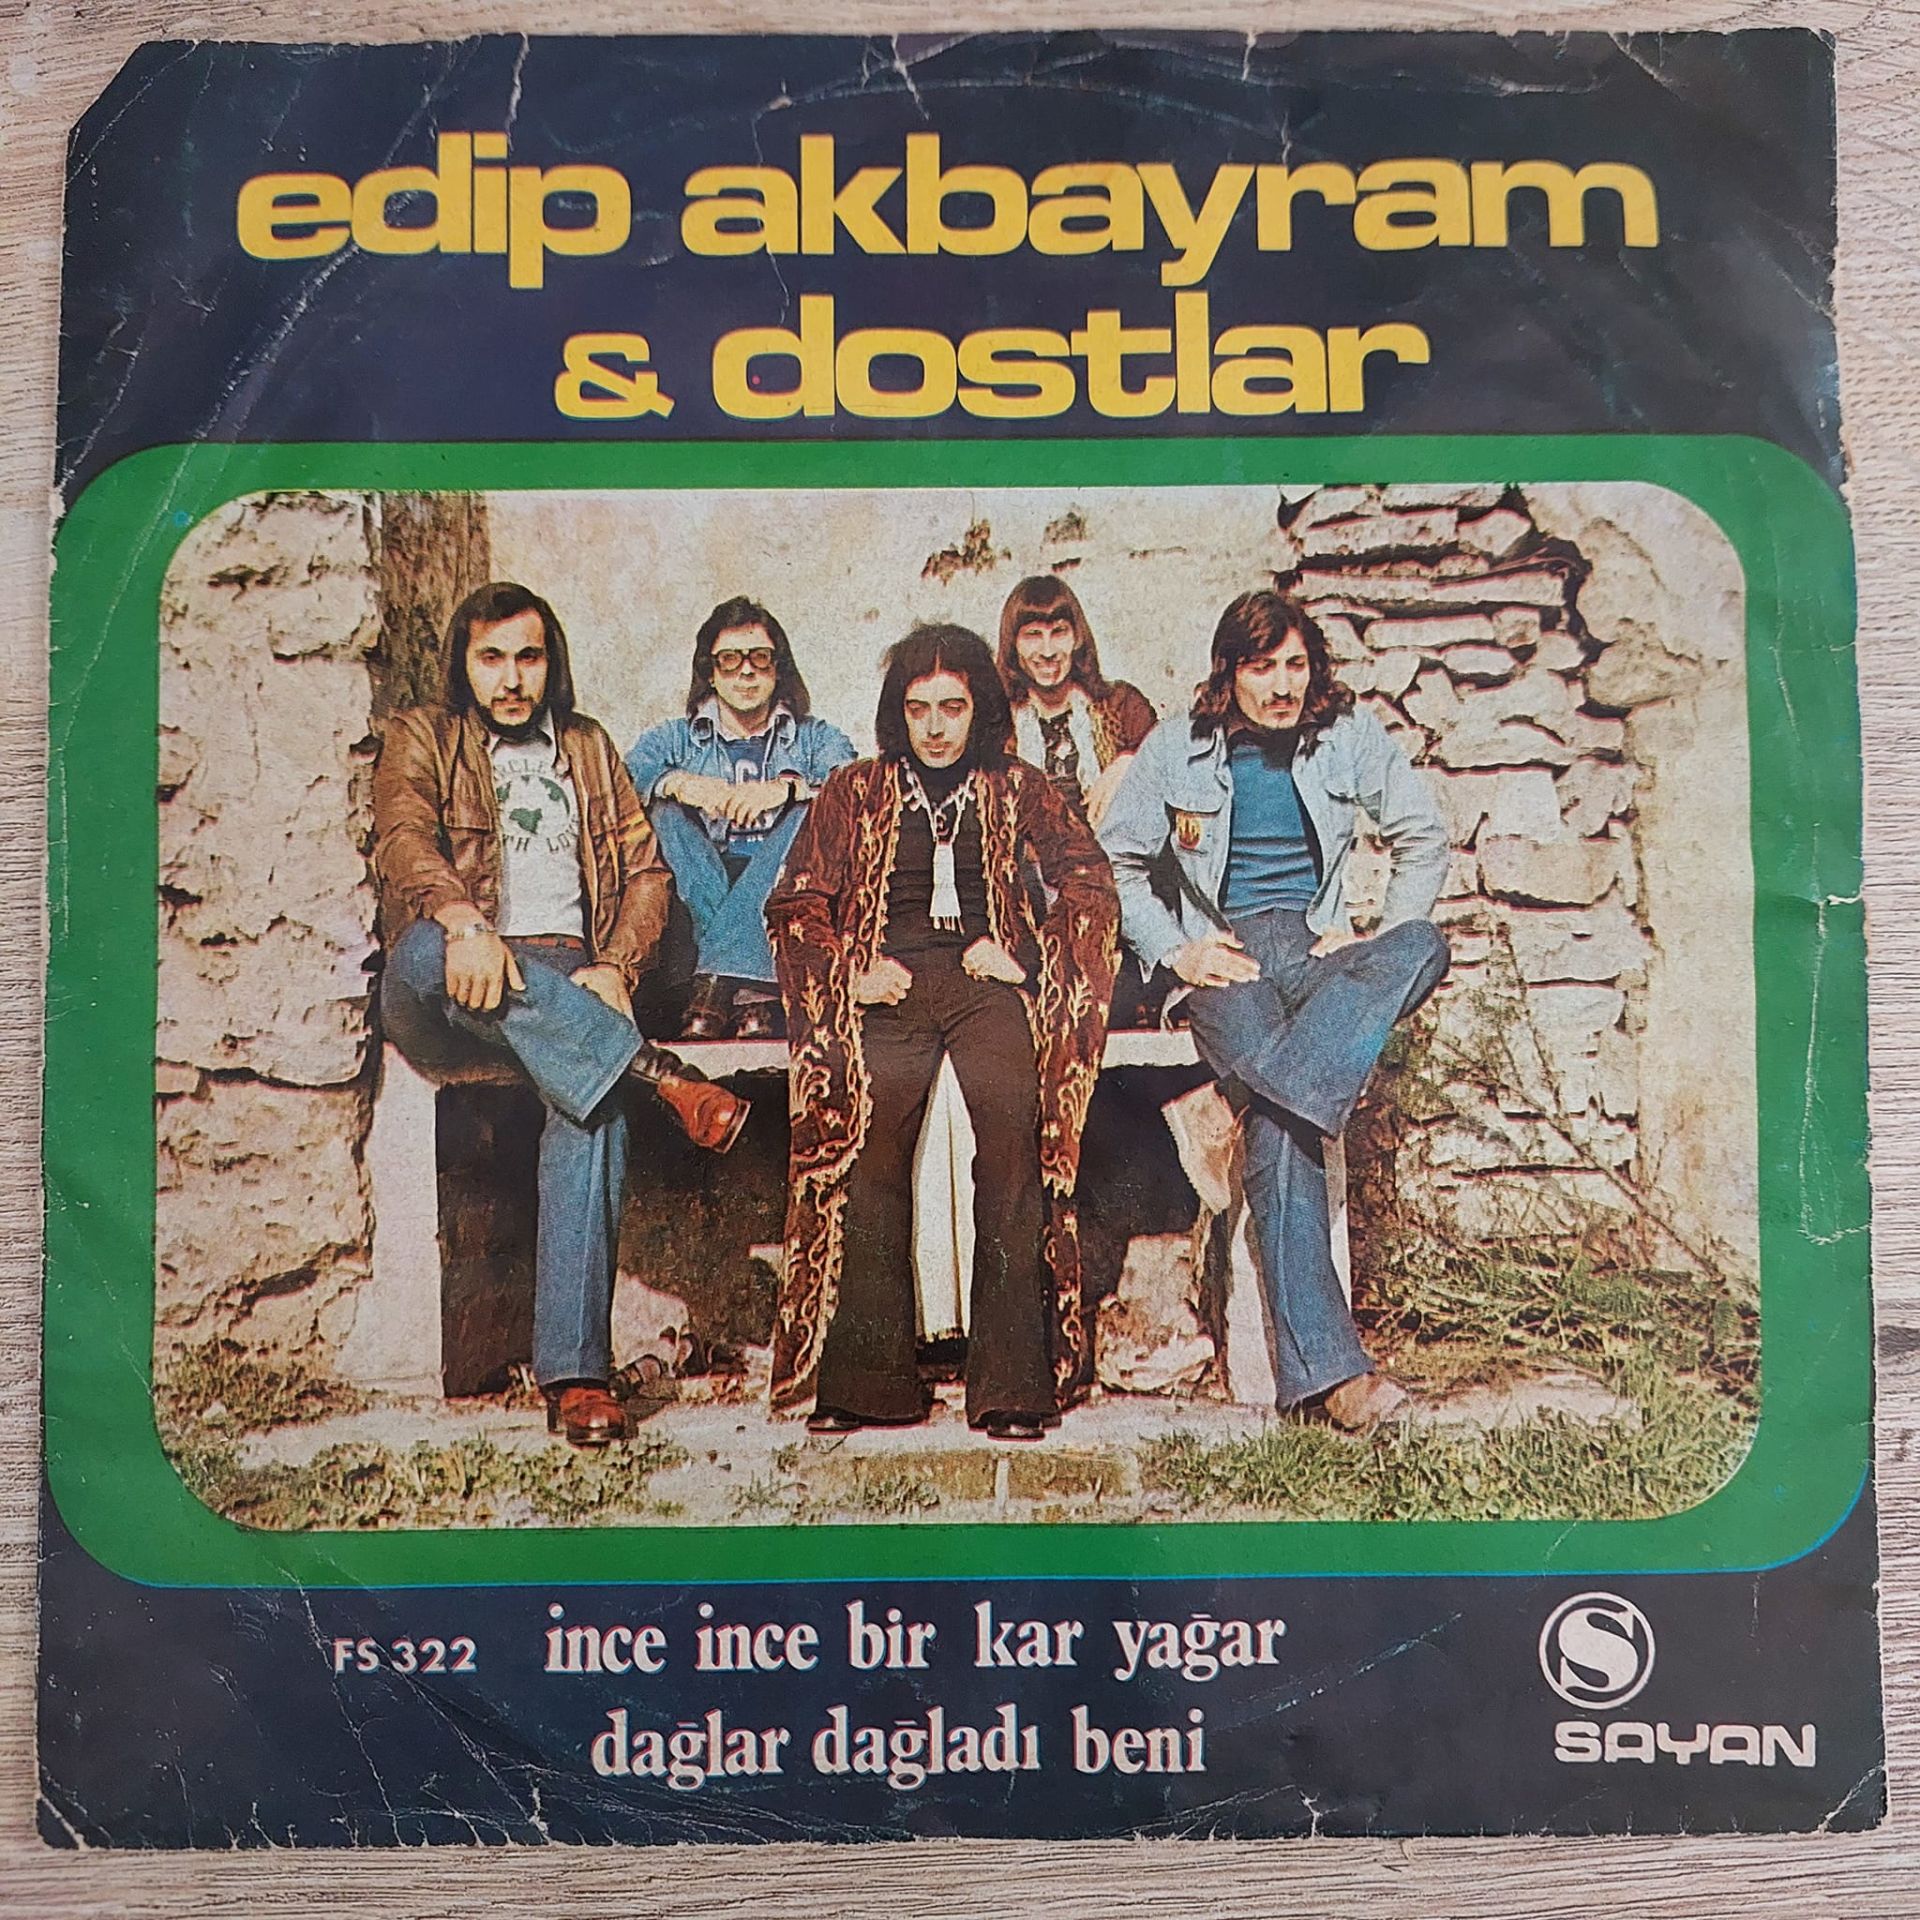 edip akbayram
& dostlar
FS 322 ince ince bir kar yağar
dağlar dağladı beni
S
SAYAN